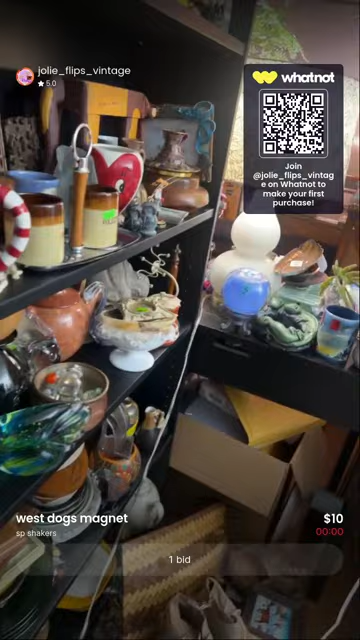 jolie_flips_vintage
★ 5.0
whatnot
Join
@jolie_flips_vintag
e on Whatnot to
make your first
purchase!
west dogs magnet
$10
sp shakers
00:00
1 bid